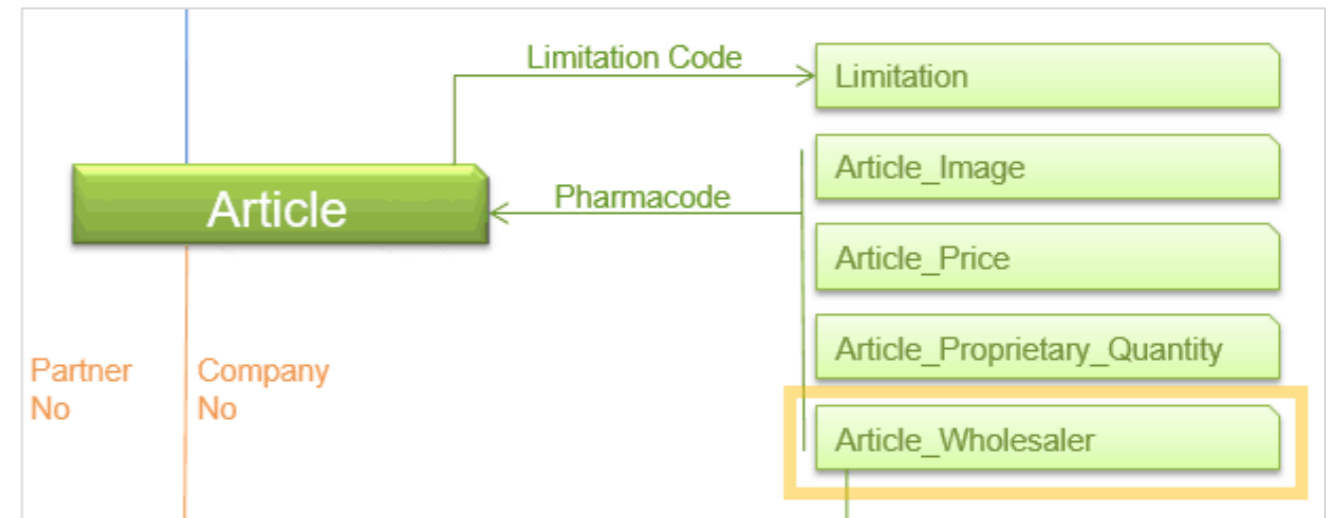 Limitation Code
Limitation
Article_Image
Article
Pharmacode
Article_Price
Article_Proprietary_Quantity
Partner
No
Company
No
Article_Wholesaler